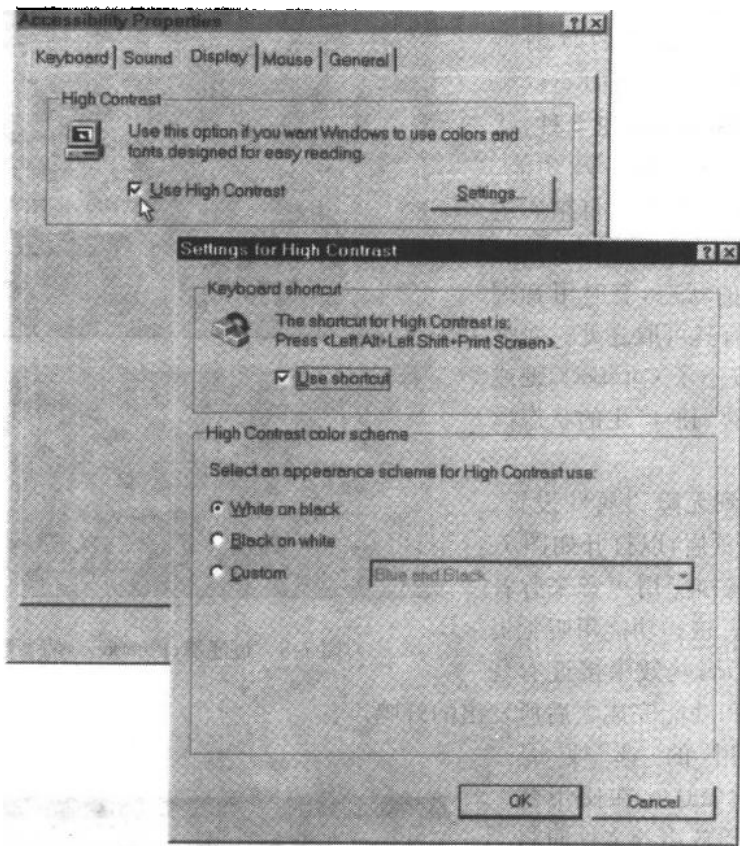 Accessibility Properties
Keyboard Sound Display Mouse General
High Contrast
Use this option if you want Windows to use colors and
fonts designed for easy reading.
Use High Contrast
Settings...
Settings for High Contrast
Keyboard shortcut
The shortcut for High Contrast is:
Press <Left Alt+Left Shift+Print Screen>.
Use shortcut
High Contrast color scheme
Select an appearance scheme for High Contrast use:
White on black
Black on white
Custom
Blue and Black
OK
Cancel